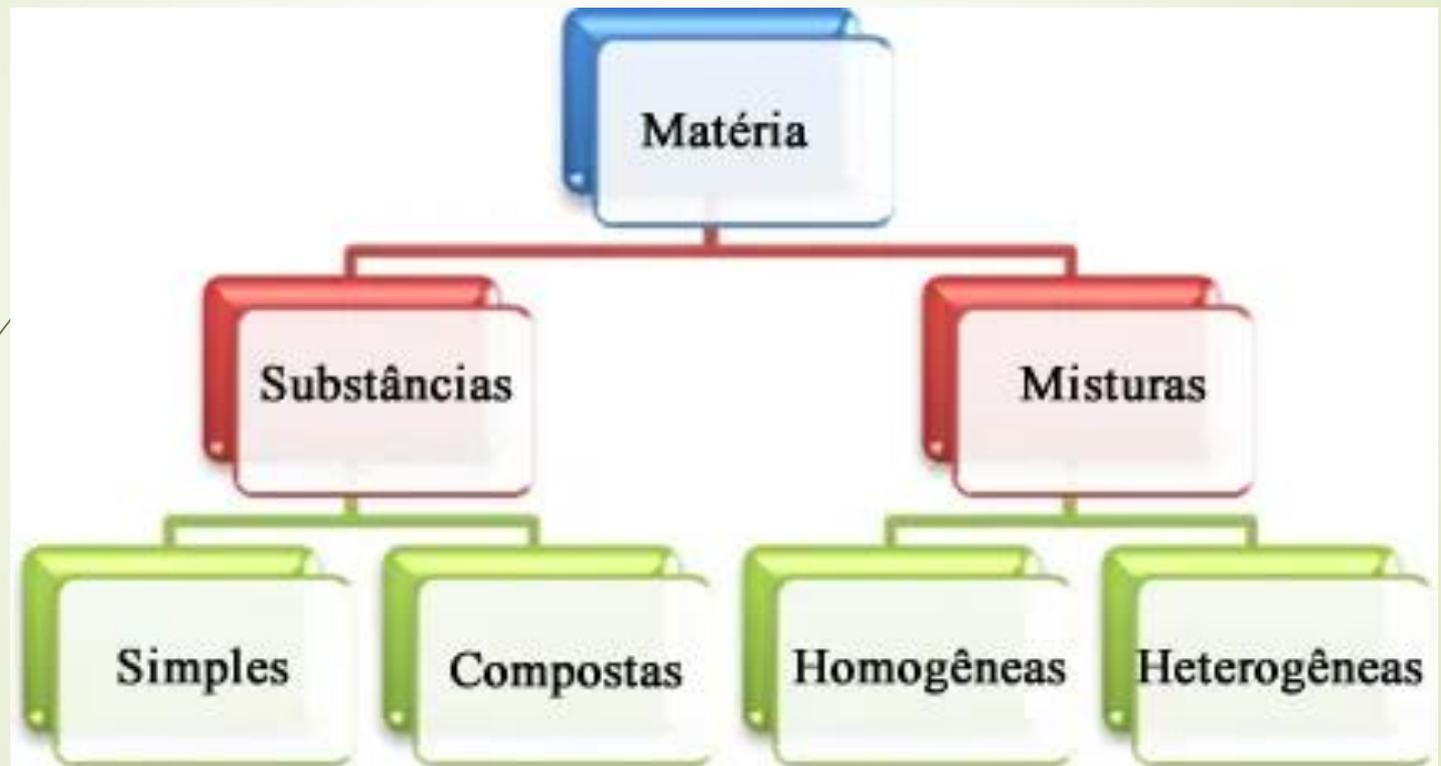 Matéria
Substâncias
Misturas
Simples
Compostas
Homogêneas
Heterogêneas